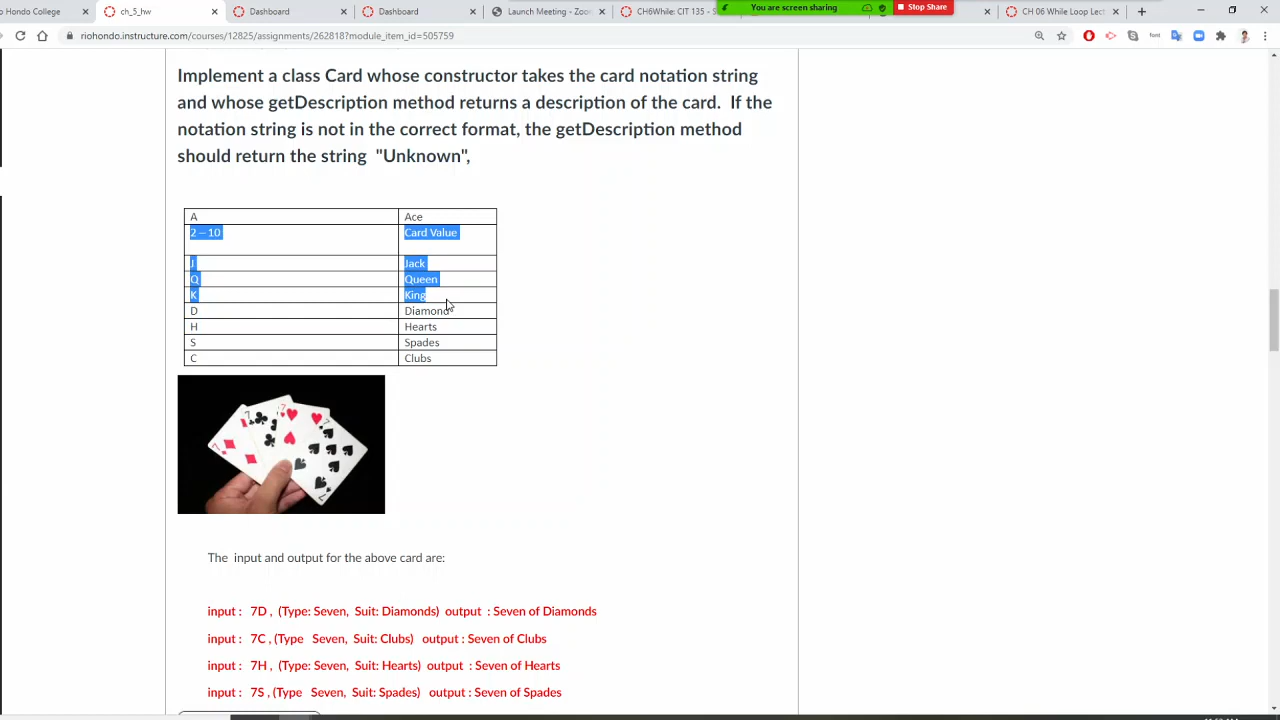 o Hondo College
ch_5_hw
Dashboard
Dashboard
Launch Meeting - Zoo
CH6While: CIT 135 - S
You are screen sharing
Stop Share
CH 06 While Loop Lect
riohondo.instructure.com/courses/12825/assignments/262818?module_item_id=505759
Implement a class Card whose constructor takes the card notation string
and whose getDescription method returns a description of the card. If the
notation string is not in the correct format, the getDescription method
should return the string "Unknown",
A Ace
2 – 10 Card Value
J Jack
Q Queen
K King
D Diamond
H Hearts
S Spades
C Clubs
The input and output for the above card are:
input : 7D , (Type: Seven, Suit: Diamonds) output : Seven of Diamonds
input : 7C , (Type Seven, Suit: Clubs) output : Seven of Clubs
input : 7H , (Type: Seven, Suit: Hearts) output : Seven of Hearts
input : 7S , (Type Seven, Suit: Spades) output : Seven of Spades